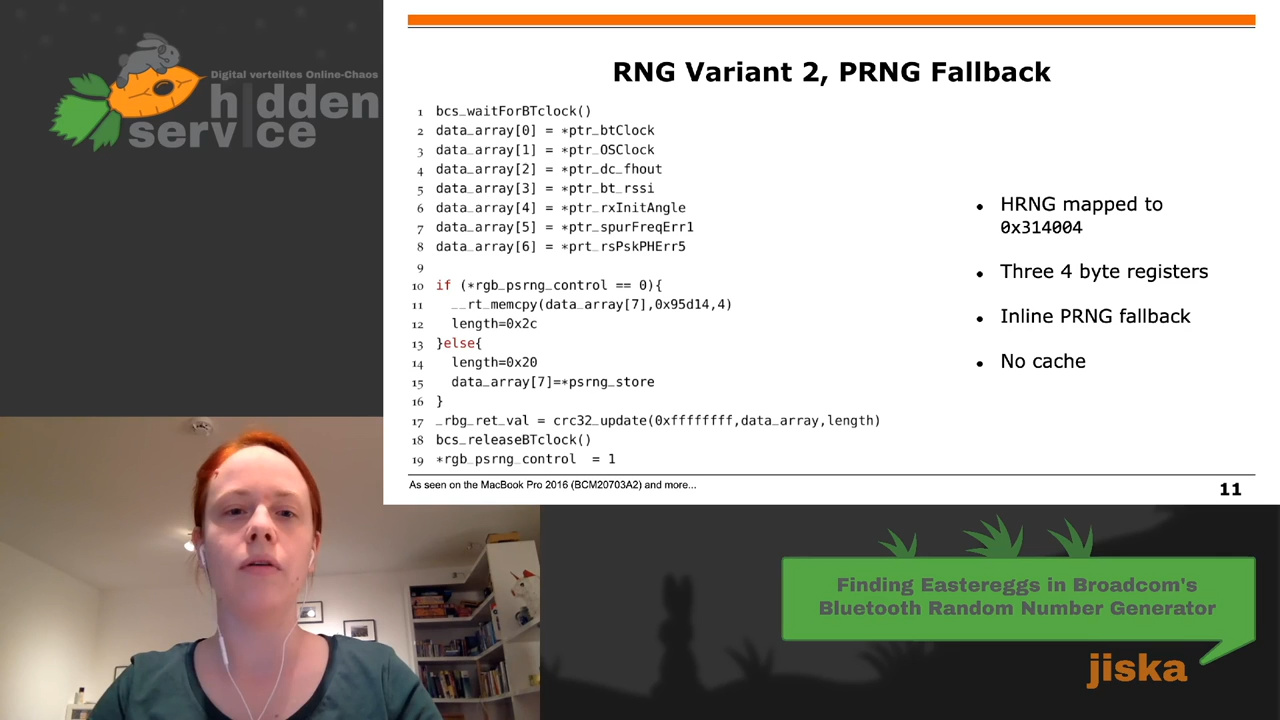 Digital verteiltes Online-Chaos
hidden
service
RNG Variant 2, PRNG Fallback
1 bcs_waitForBTclock()
2 data_array[0] = *ptr_btClock
3 data_array[1] = *ptr_OSClock
4 data_array[2] = *ptr_dc_fhout
5 data_array[3] = *ptr_bt_rssi
6 data_array[4] = *ptr_rxInitAngle
7 data_array[5] = *ptr_spurFreqErr1
8 data_array[6] = *prt_rsPskPHErr5
9
10 if (*rgb_psrng_control == 0){
11 __rt_memcpy(data_array[7],0x95d14,4)
12 length=0x2c
13 }else{
14 length=0x20
15 data_array[7]=*psrng_store
16 }
17 _rbg_ret_val = crc32_update(0xffffffff,data_array,length)
18 bcs_releaseBTclock()
19 *rgb_psrng_control = 1
• HRNG mapped to
0x314004
• Three 4 byte registers
• Inline PRNG fallback
• No cache
As seen on the MacBook Pro 2016 (BCM20703A2) and more...
11
Finding Eastereggs in Broadcom's
Bluetooth Random Number Generator
jiska